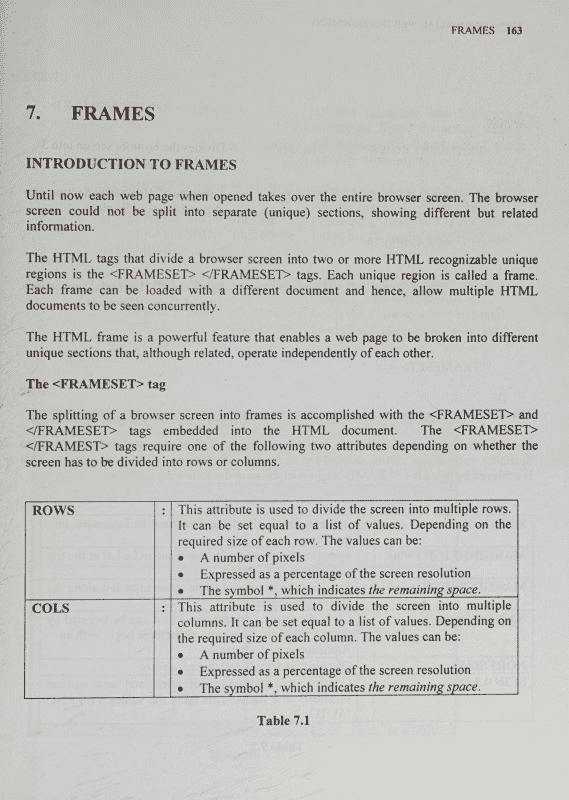 FRAMES 163
7. FRAMES
INTRODUCTION TO FRAMES
Until now each web page when opened takes over the entire browser screen. The browser
screen could not be split into separate (unique) sections, showing different but related
information.
The HTML tags that divide a browser screen into two or more HTML recognizable unique
regions is the <FRAMESET> </FRAMESET> tags. Each unique region is called a frame.
Each frame can be loaded with a different document and hence, allow multiple HTML
documents to be seen concurrently.
The HTML frame is a powerful feature that enables a web page to be broken into different
unique sections that, although related, operate independently of each other.
The <FRAMESET> tag
The splitting of a browser screen into frames is accomplished with the <FRAMESET> and
</FRAMESET> tags embedded into the HTML document. The <FRAMESET>
</FRAMEST> tags require one of the following two attributes depending on whether the
screen has to be divided into rows or columns.
ROWS : This attribute is used to divide the screen into multiple rows.
It can be set equal to a list of values. Depending on the
required size of each row. The values can be:
• A number of pixels
• Expressed as a percentage of the screen resolution
• The symbol *, which indicates the remaining space.
COLS : This attribute is used to divide the screen into multiple
columns. It can be set equal to a list of values. Depending on
the required size of each column. The values can be:
• A number of pixels
• Expressed as a percentage of the screen resolution
• The symbol *, which indicates the remaining space.
Table 7.1